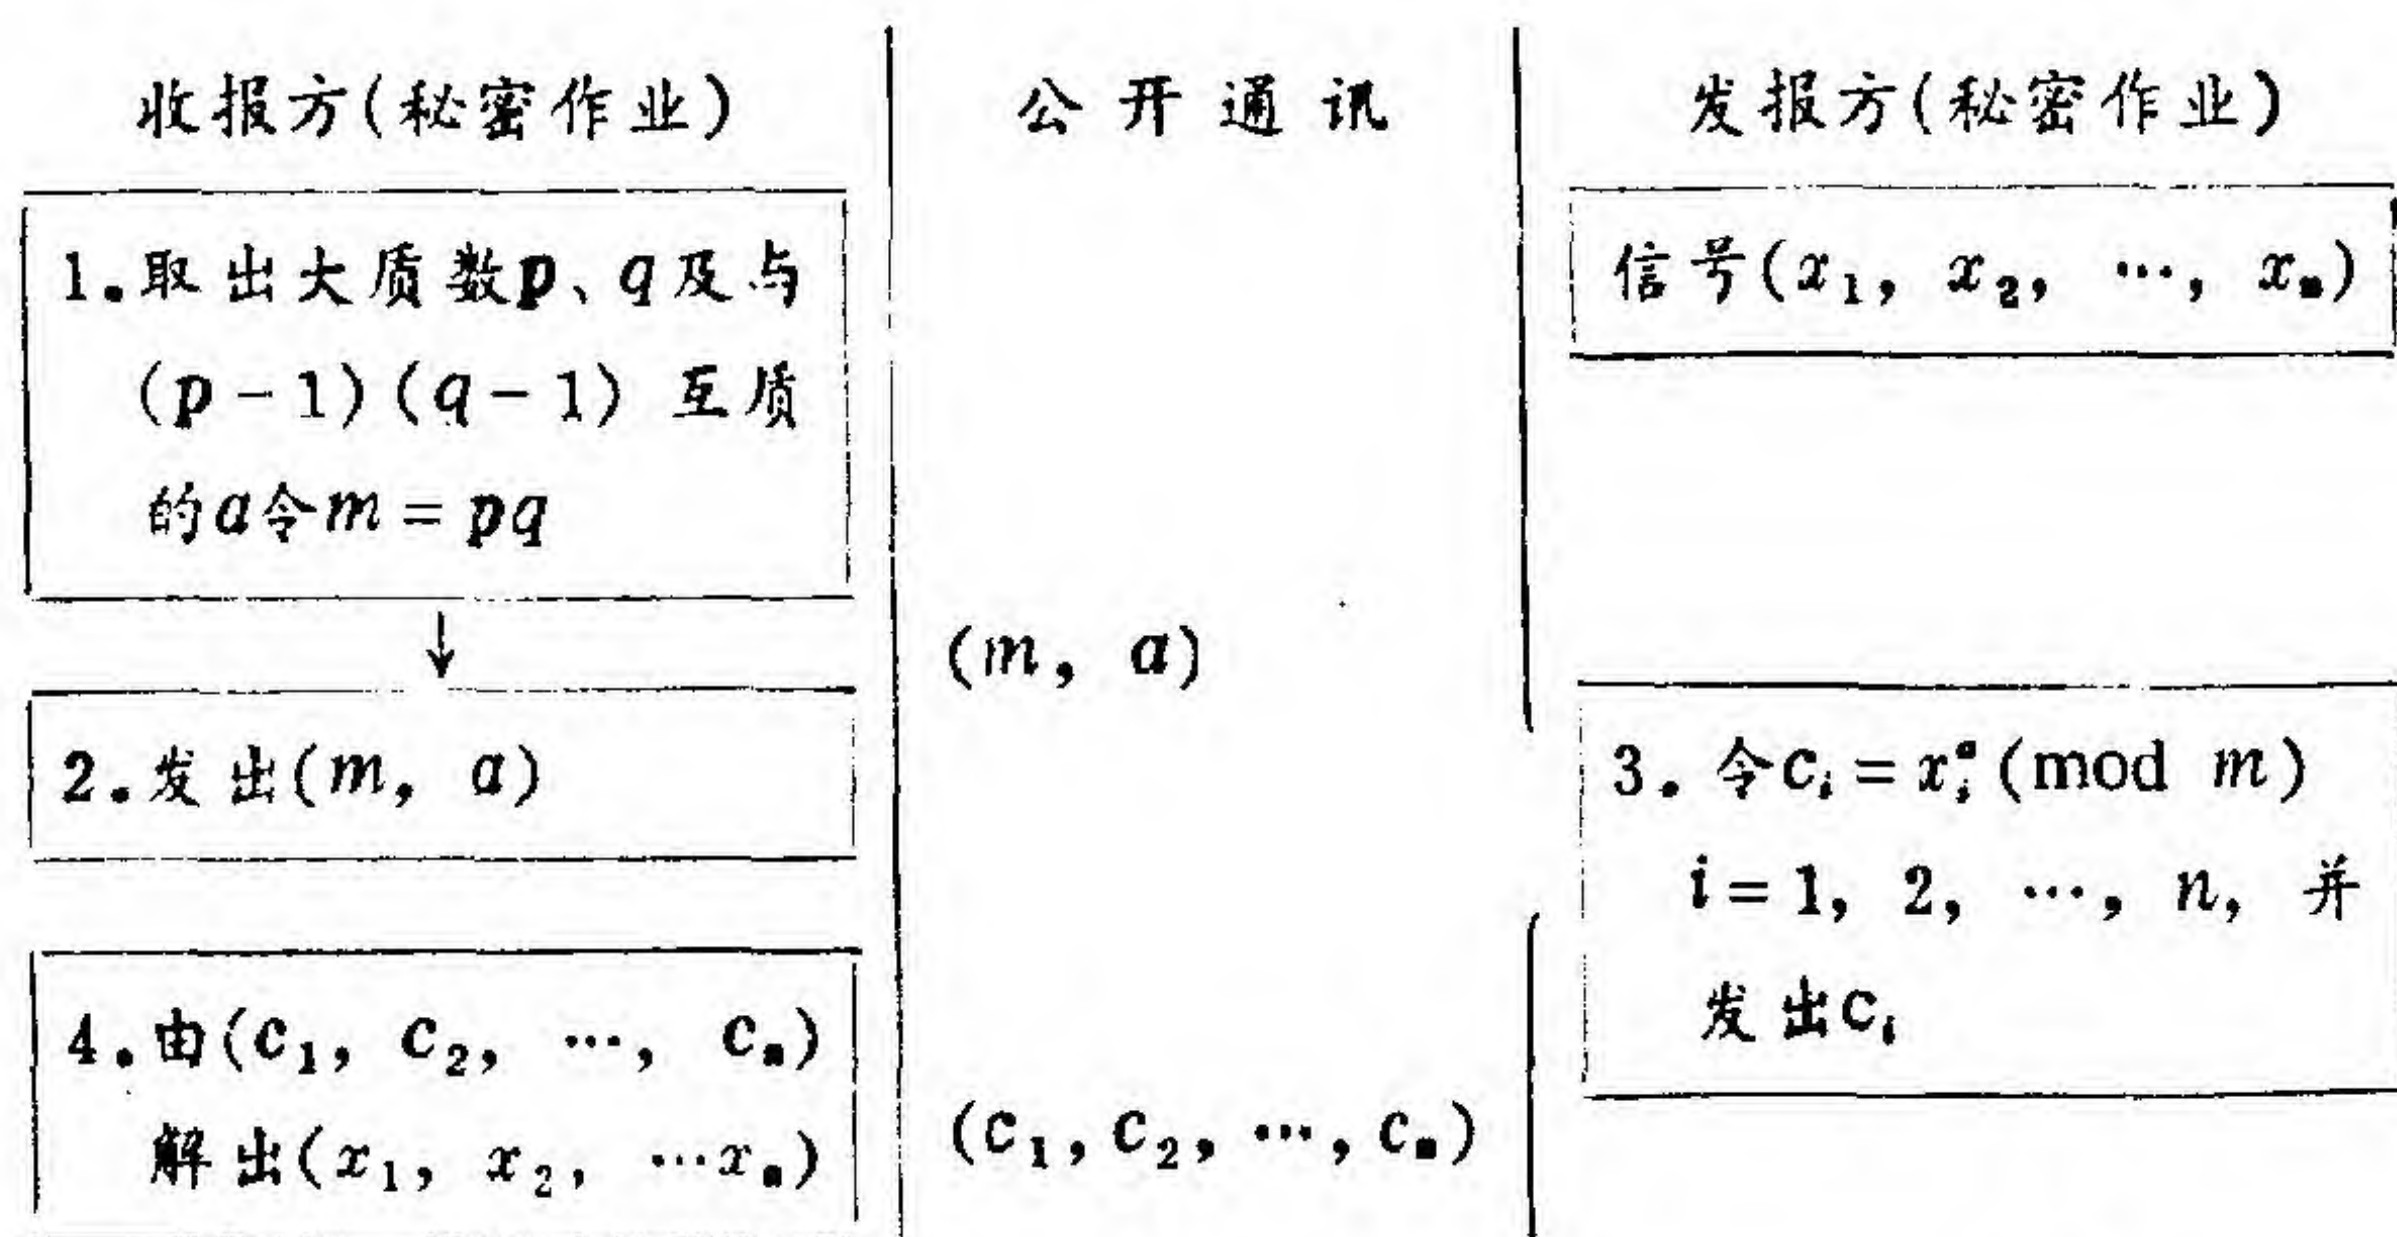 收报方(秘密作业)
公开通讯
发报方(秘密作业)
1.取出大质数p、q及与
(p-1)(q-1) 互质
的a令m = pq
↓
2.发出(m, a)
4.由(c₁, c₂, …, cₙ)
解出(x₁, x₂, …xₙ)
(m, a)
(c₁, c₂, …, cₙ)
信号(x₁, x₂, …, xₙ)
3. 令cᵢ = xᵢᵃ (mod m)
i = 1, 2, …, n, 并
发出cᵢ